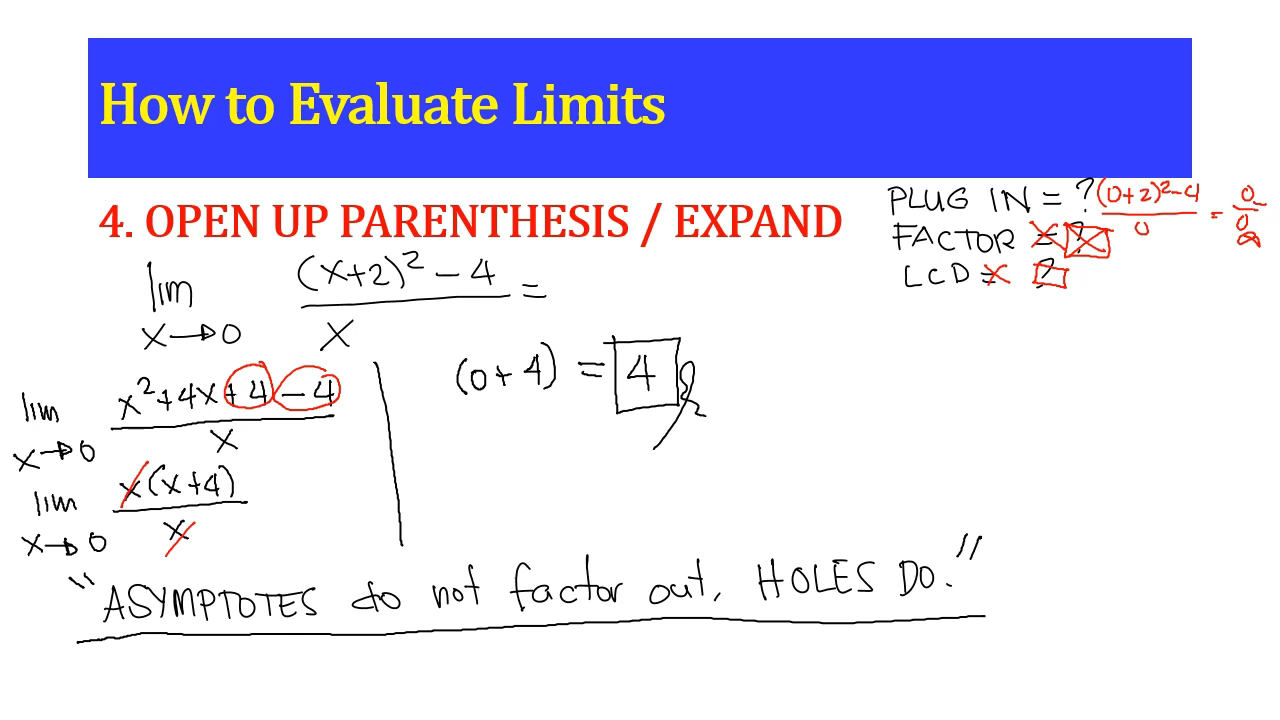 How to Evaluate Limits
4. OPEN UP PARENTHESIS / EXPAND
PLUG IN = ? (0+2)²-4 / 0 = 0/0
FACTOR = ?
LCD = ?
lim x→0 (x+2)² - 4 / x =
lim x→0 x²+4x+4-4 / x
lim x→0 x(x+4) / x
(0+4) = 4
"ASYMPTOTES do not factor out, HOLES DO."